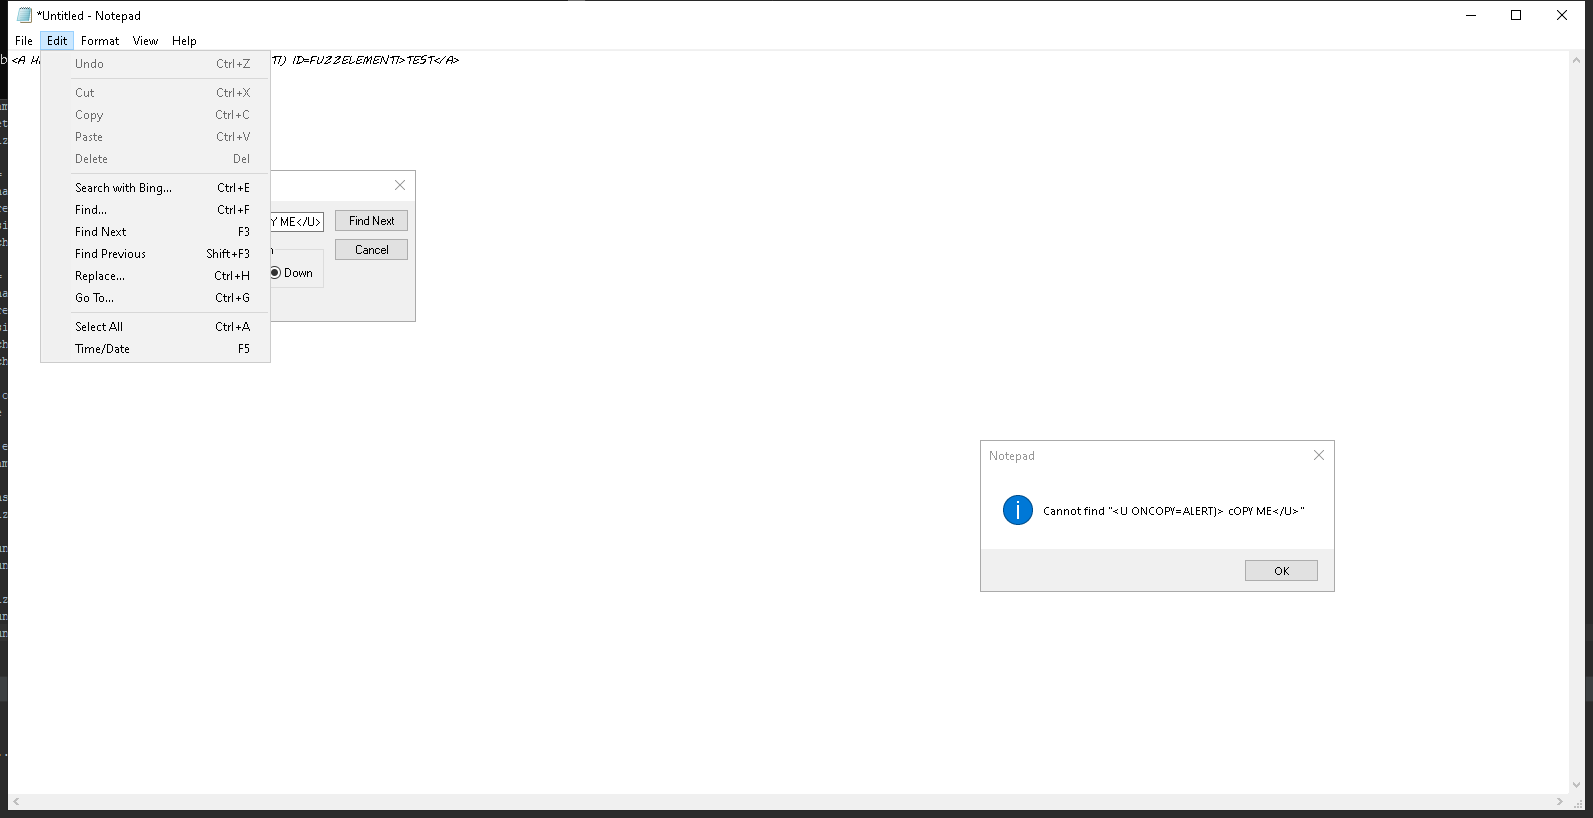 *Untitled - Notepad
File Edit Format View Help
TI) ID=FUZZELEMENT1>TEST</A>
Undo Ctrl+Z
Cut Ctrl+X
Copy Ctrl+C
Paste Ctrl+V
Delete Del
Search with Bing... Ctrl+E
Find... Ctrl+F
Find Next F3
Find Previous Shift+F3
Replace... Ctrl+H
Go To... Ctrl+G
Select All Ctrl+A
Time/Date F5
Y ME</U> Find Next
Cancel
Down
Notepad
Cannot find "<U ONCOPY=ALERT)> cOPY ME</U>"
OK